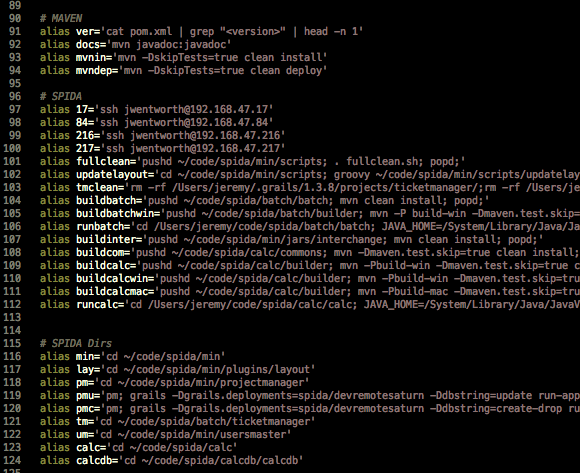 89
90 # MAVEN
91 alias ver='cat pom.xml | grep "<version>" | head -n 1'
92 alias docs='mvn javadoc:javadoc'
93 alias mvnin='mvn -DskipTests=true clean install'
94 alias mvndep='mvn -DskipTests=true clean deploy'
95
96 # SPIDA
97 alias 17='ssh jwentworth@192.168.47.17'
98 alias 84='ssh jwentworth@192.168.47.84'
99 alias 216='ssh jwentworth@192.168.47.216'
100 alias 217='ssh jwentworth@192.168.47.217'
101 alias fullclean='pushd ~/code/spida/min/scripts; . fullclean.sh; popd;'
102 alias updatelayout='cd ~/code/spida/min/scripts; groovy ~/code/spida/min/scripts/updatelay
103 alias tmclean='rm -rf /Users/jeremy/.grails/1.3.8/projects/ticketmanager/;rm -rf /Users/je
104 alias buildbatch='pushd ~/code/spida/batch/batch; mvn clean install; popd;'
105 alias buildbatchwin='pushd ~/code/spida/batch/builder; mvn -P build-win -Dmaven.test.skip=
106 alias runbatch='cd /Users/jeremy/code/spida/batch/batch; JAVA_HOME=/System/Library/Java/Ja
107 alias buildinter='pushd ~/code/spida/min/jars/interchange; mvn clean install; popd;'
108 alias buildcom='pushd ~/code/spida/calc/commons; mvn -Dmaven.test.skip=true clean install;
109 alias buildcalc='pushd ~/code/spida/calc/builder; mvn -Pbuild-win -Dmaven.test.skip=true c
110 alias buildcalcwin='pushd ~/code/spida/calc/builder; mvn -Pbuild-win -Dmaven.test.skip=tru
111 alias buildcalcmac='pushd ~/code/spida/calc/builder; mvn -Pbuild-mac -Dmaven.test.skip=tru
112 alias runcalc='cd /Users/jeremy/code/spida/calc/calc; JAVA_HOME=/System/Library/Java/JavaV
113
114
115 # SPIDA Dirs
116 alias min='cd ~/code/spida/min'
117 alias lay='cd ~/code/spida/min/plugins/layout'
118 alias pm='cd ~/code/spida/min/projectmanager'
119 alias pmu='pm; grails -Dgrails.deployments=spida/devremotesaturn -Ddbstring=update run-app
120 alias pmc='pm; grails -Dgrails.deployments=spida/devremotesaturn -Ddbstring=create-drop ru
121 alias tm='cd ~/code/spida/batch/ticketmanager'
122 alias um='cd ~/code/spida/min/usersmaster'
123 alias calc='cd ~/code/spida/calc'
124 alias calcdb='cd ~/code/spida/calcdb/calcdb'
125